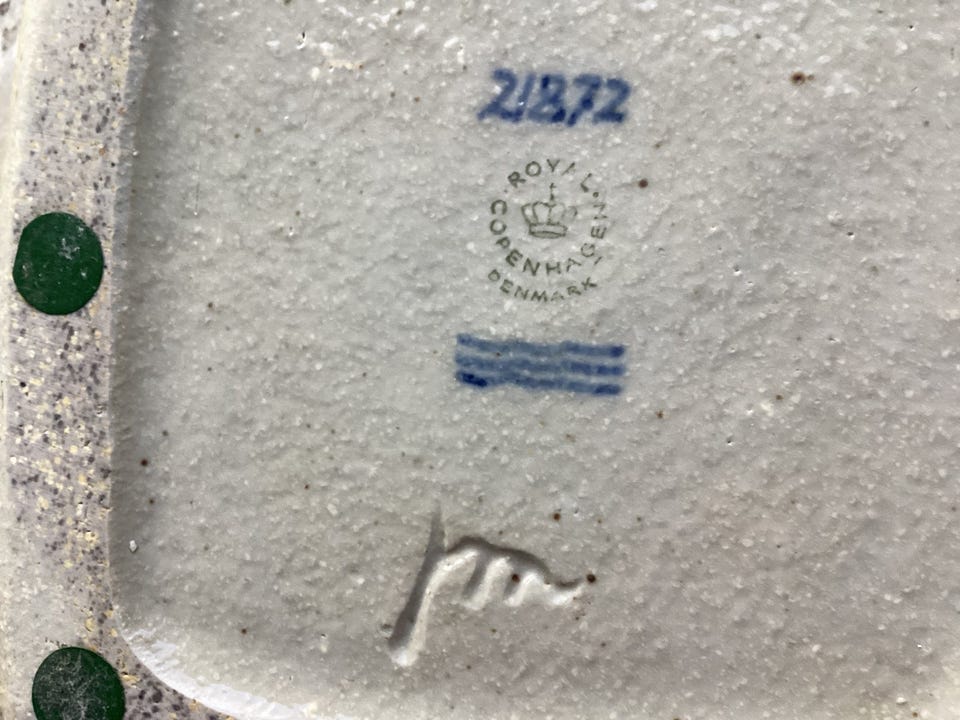 21872
ROYAL
COPENHAGEN
DENMARK